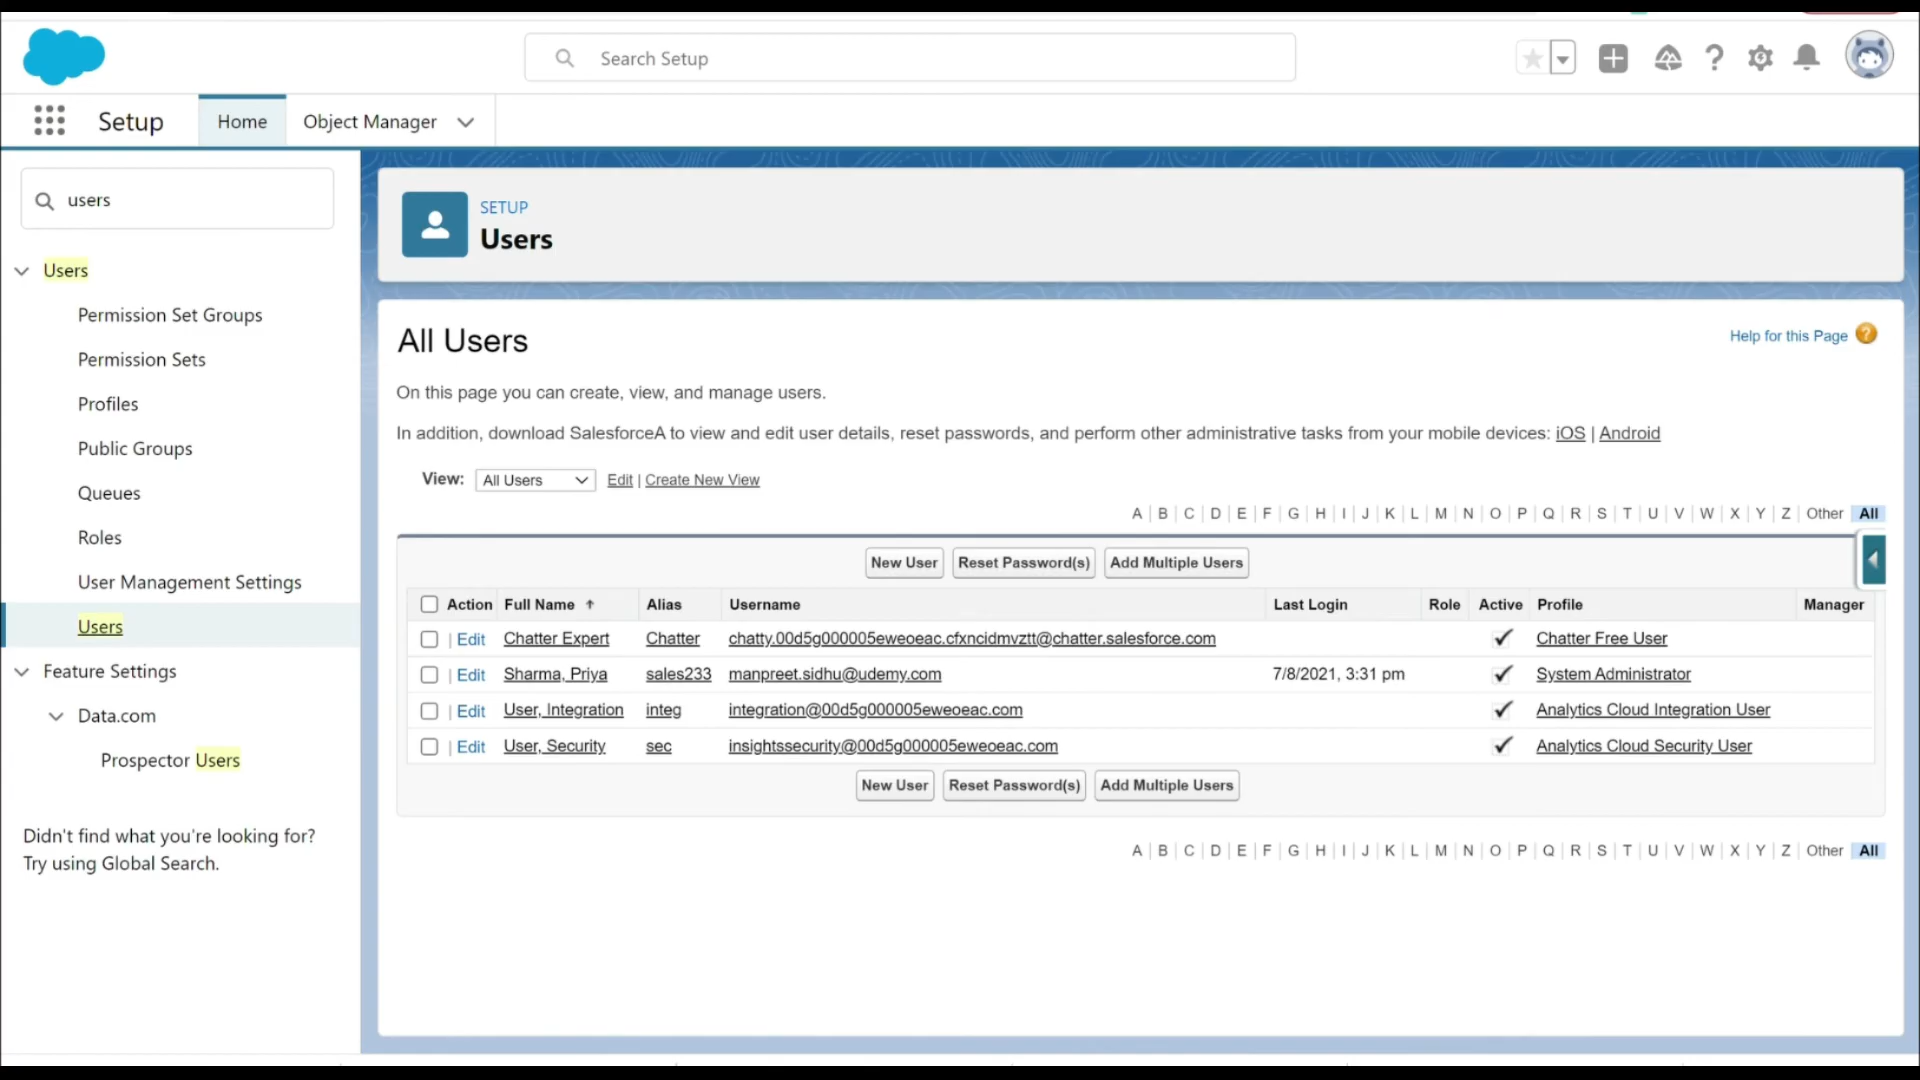 Search Setup
Setup Home Object Manager
users
Users
Permission Set Groups
Permission Sets
Profiles
Public Groups
Queues
Roles
User Management Settings
Users
Feature Settings
Data.com
Prospector Users
Didn't find what you're looking for?
Try using Global Search.
SETUP
Users
All Users
Help for this Page ?
On this page you can create, view, and manage users.
In addition, download SalesforceA to view and edit user details, reset passwords, and perform other administrative tasks from your mobile devices: iOS | Android
View: All Users Edit | Create New View
A | B | C | D | E | F | G | H | I | J | K | L | M | N | O | P | Q | R | S | T | U | V | W | X | Y | Z | Other All
New User Reset Password(s) Add Multiple Users
Action Full Name ↑ Alias Username Last Login Role Active Profile Manager
| Edit Chatter Expert Chatter chatty.00d5g000005eweoeac.cfxncidmvztt@chatter.salesforce.com ✓ Chatter Free User
| Edit Sharma, Priya sales233 manpreet.sidhu@udemy.com 7/8/2021, 3:31 pm ✓ System Administrator
| Edit User, Integration integ integration@00d5g000005eweoeac.com ✓ Analytics Cloud Integration User
| Edit User, Security sec insightssecurity@00d5g000005eweoeac.com ✓ Analytics Cloud Security User
New User Reset Password(s) Add Multiple Users
A | B | C | D | E | F | G | H | I | J | K | L | M | N | O | P | Q | R | S | T | U | V | W | X | Y | Z | Other All